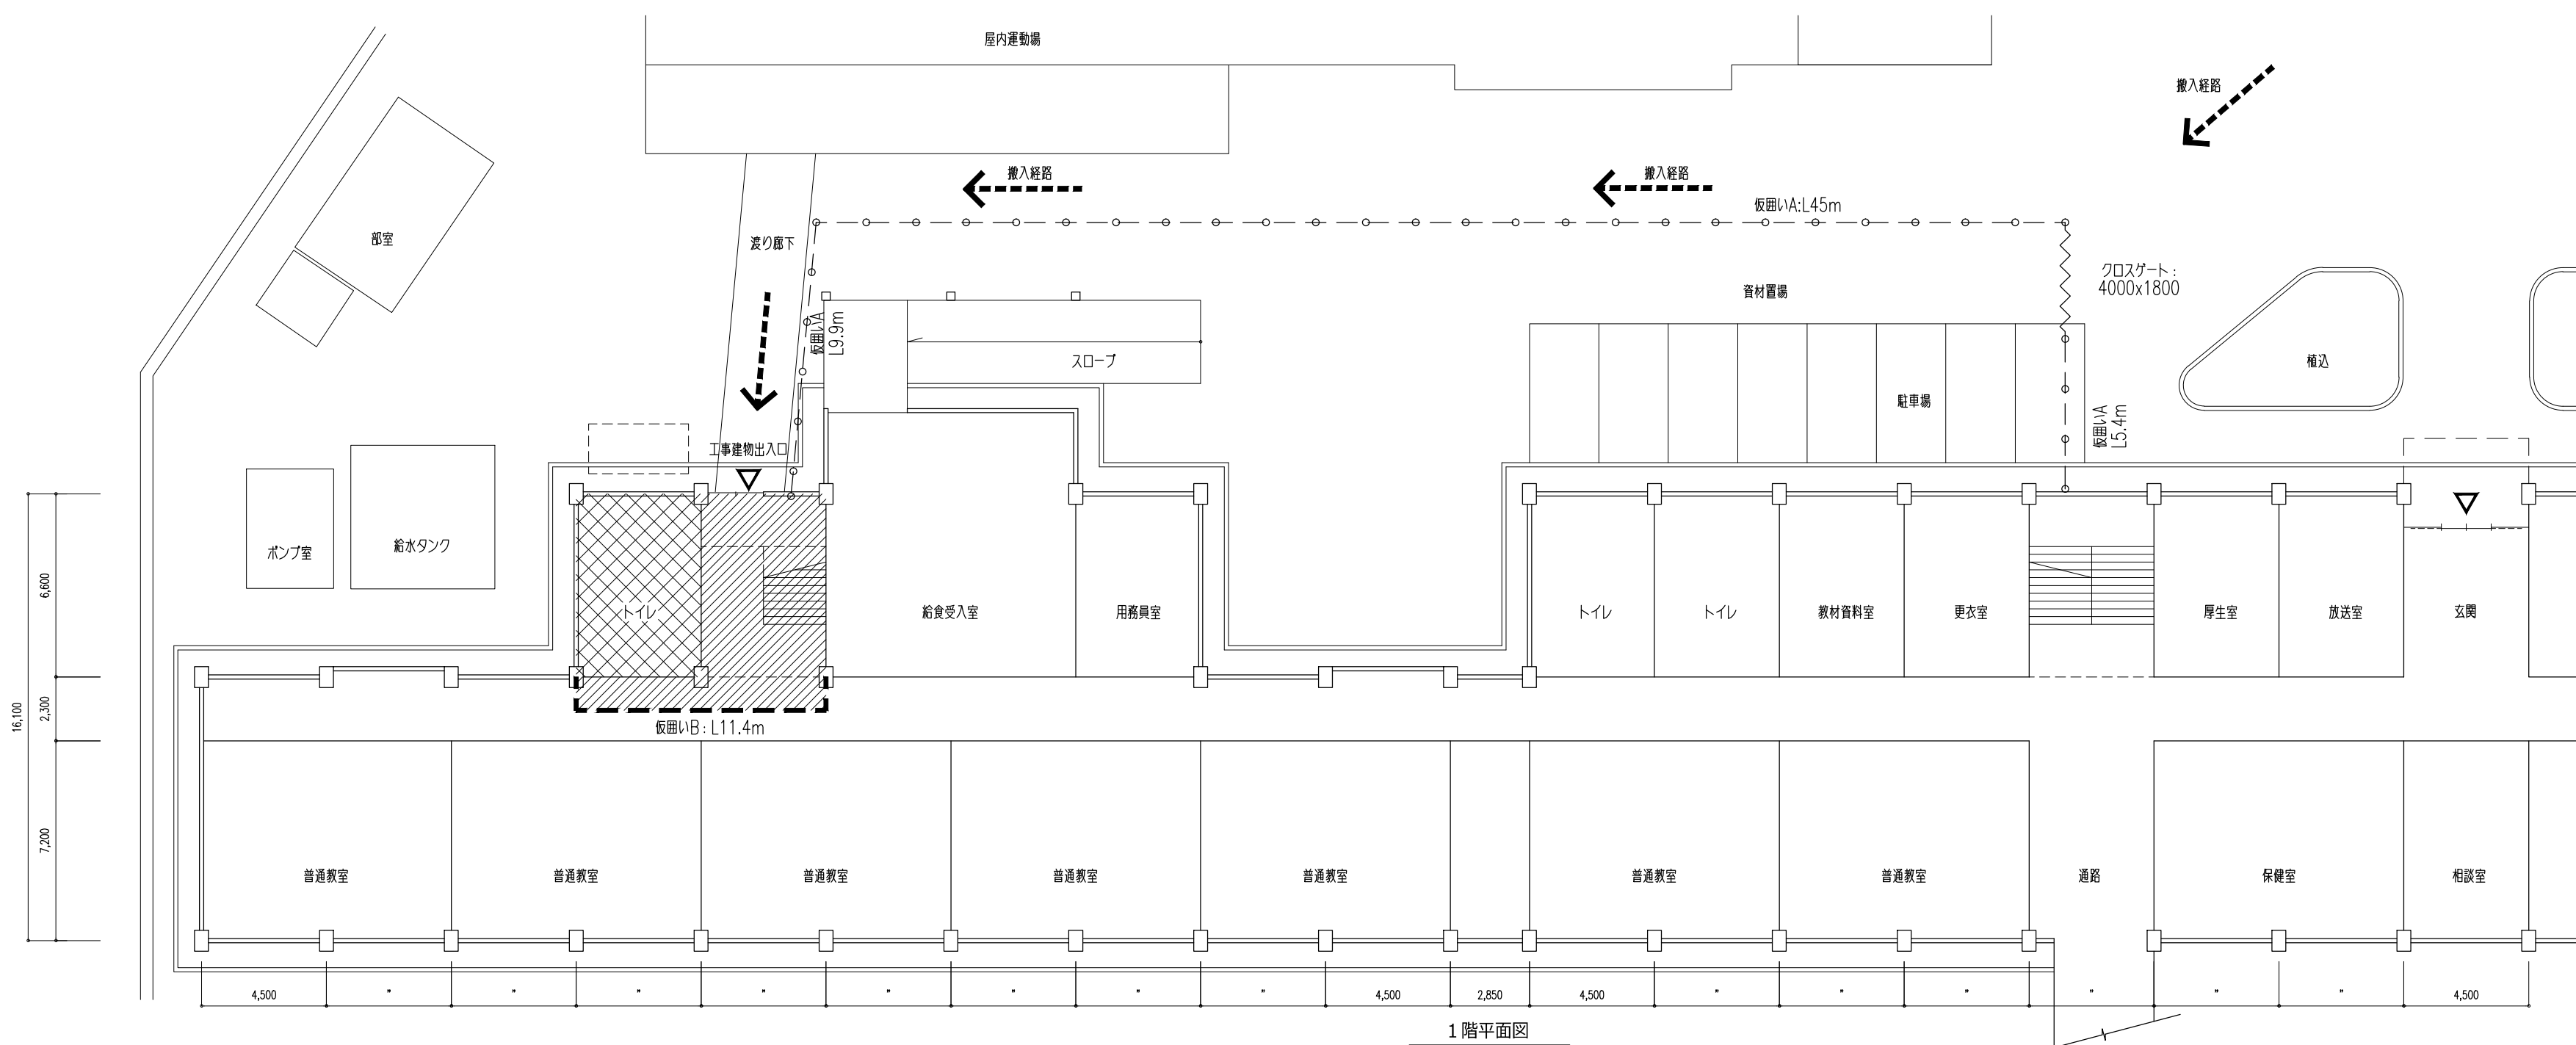 屋内運動場
搬入経路
搬入経路
搬入経路
仮囲いA:L45m
部室
渡り廊下
クロスゲート:
4000x1800
資材置場
仮囲いA
L9.9m
スロープ
植込
駐車場
仮囲いA
L5.4m
工事建物出入口
ポンプ室
給水タンク
6,600
トイレ
給食受入室
用務員室
トイレ
トイレ
教材資料室
更衣室
厚生室
放送室
玄関
16,100
2,300
仮囲いB:L11.4m
7,200
普通教室
普通教室
普通教室
普通教室
普通教室
普通教室
普通教室
通路
保健室
相談室
4,500 " " " " " " " " 4,500 2,850 4,500 " " " " " " 4,500
1階平面図